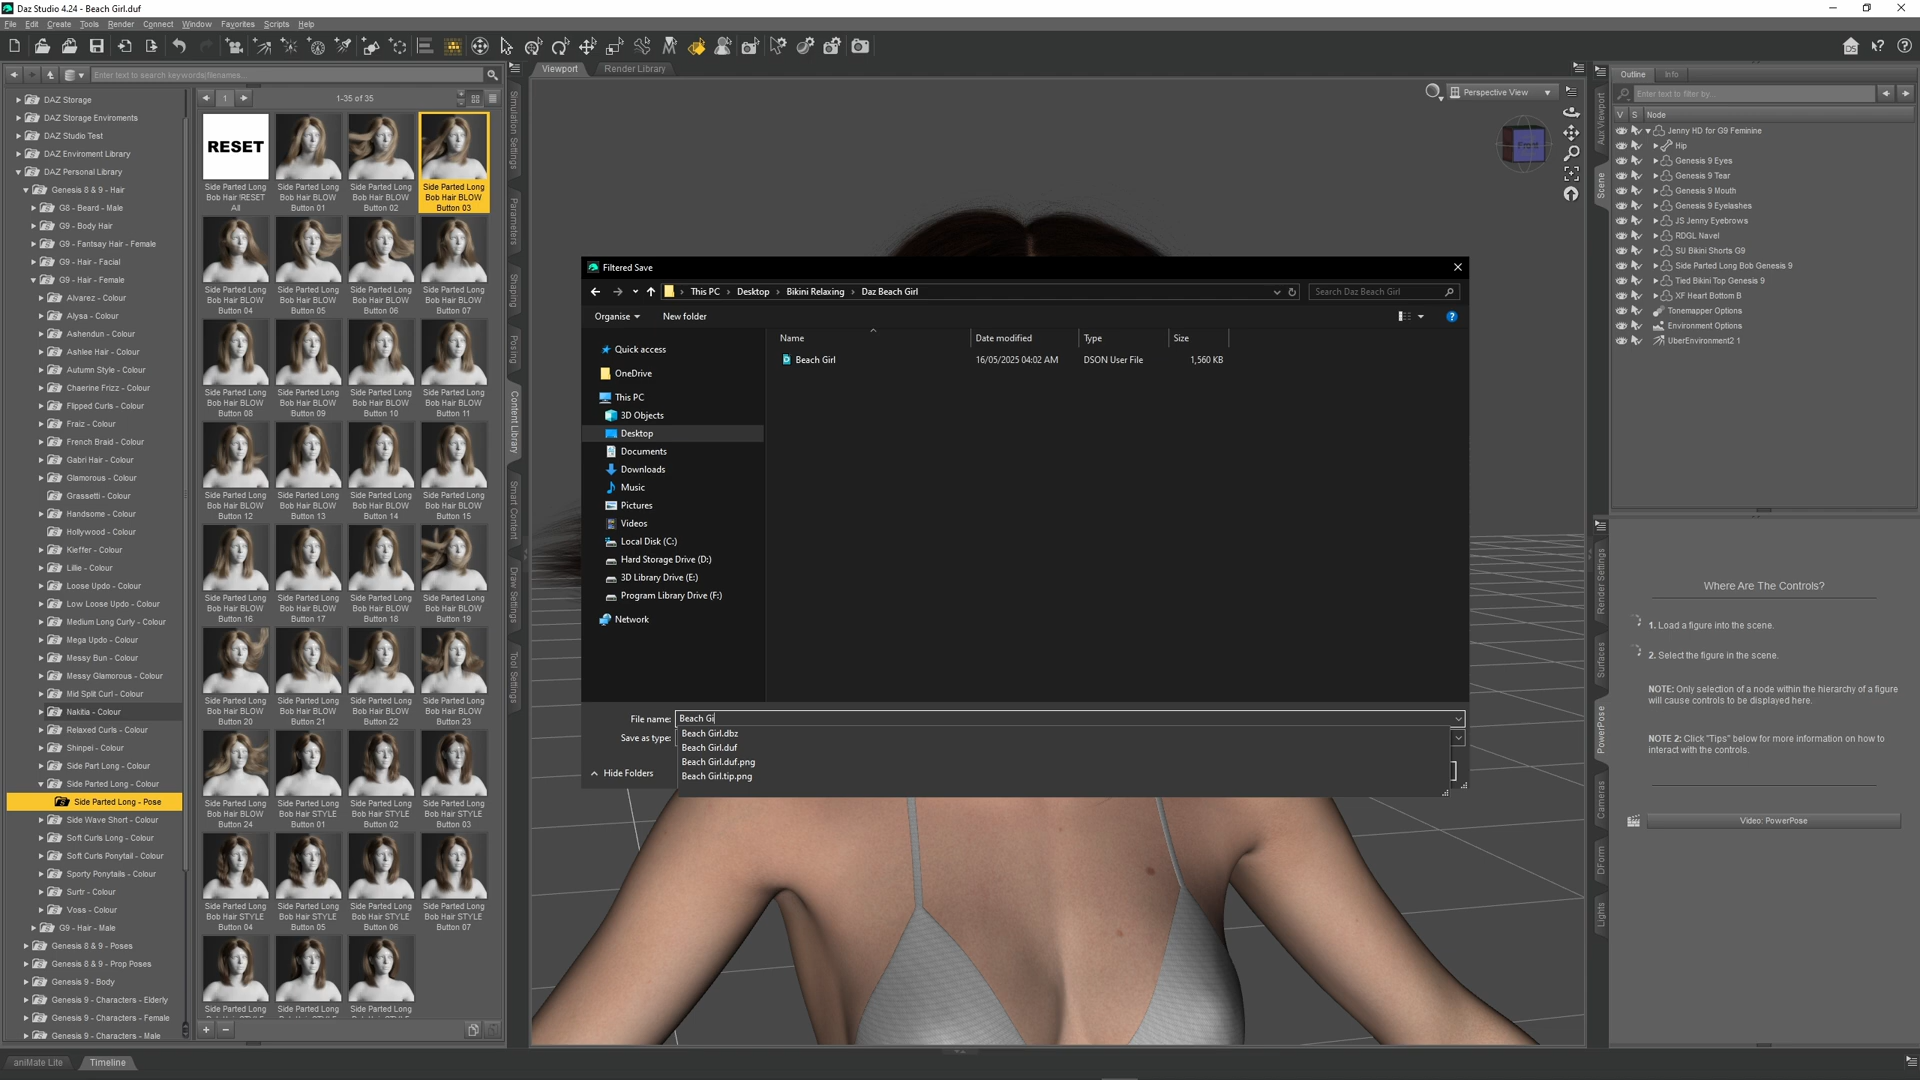 Daz Studio 4.24 - Beach Girl.duf
File Edit Create Tools Render Connect Window Favorites Scripts Help
Enter text to search keywords|filenames...
DAZ Storage
DAZ Storage Enviroments
DAZ Studio Test
DAZ Enviroment Library
DAZ Personal Library
Genesis 8 & 9 - Hair
G8 - Beard - Male
G9 - Body Hair
G9 - Fantsay Hair - Female
G9 - Hair - Facial
G9 - Hair - Female
Alvarez - Colour
Alysa - Colour
Ashendun - Colour
Ashlee Hair - Colour
Autumn Style - Colour
Chaerine Frizz - Colour
Flipped Curls - Colour
Fraiz - Colour
French Braid - Colour
Gabri Hair - Colour
Glamorous - Colour
Grassetti - Colour
Handsome - Colour
Hollywood - Colour
Kieffer - Colour
Lillie - Colour
Loose Updo - Colour
Low Loose Updo - Colour
Medium Long Curly - Colour
Mega Updo - Colour
Messy Bun - Colour
Messy Glamorous - Colour
Mid Split Curl - Colour
Nakitia - Colour
Relaxed Curls - Colour
Shinpei - Colour
Side Part Long - Colour
Side Parted Long - Colour
Side Parted Long - Pose
Side Wave Short - Colour
Soft Curls Long - Colour
Soft Curls Ponytail - Colour
Sporty Ponytails - Colour
Surtr - Colour
Voss - Colour
G9 - Hair - Male
Genesis 8 & 9 - Poses
Genesis 8 & 9 - Prop Poses
Genesis 9 - Body
Genesis 9 - Characters - Elderly
Genesis 9 - Characters - Female
Genesis 9 - Characters - Male
1
1-35 of 35
RESET
Side Parted Long Bob Hair !RESET All
Side Parted Long Bob Hair BLOW Button 01
Side Parted Long Bob Hair BLOW Button 02
Side Parted Long Bob Hair BLOW Button 03
Side Parted Long Bob Hair BLOW Button 04
Side Parted Long Bob Hair BLOW Button 05
Side Parted Long Bob Hair BLOW Button 06
Side Parted Long Bob Hair BLOW Button 07
Side Parted Long Bob Hair BLOW Button 08
Side Parted Long Bob Hair BLOW Button 09
Side Parted Long Bob Hair BLOW Button 10
Side Parted Long Bob Hair BLOW Button 11
Side Parted Long Bob Hair BLOW Button 12
Side Parted Long Bob Hair BLOW Button 13
Side Parted Long Bob Hair BLOW Button 14
Side Parted Long Bob Hair BLOW Button 15
Side Parted Long Bob Hair BLOW Button 16
Side Parted Long Bob Hair BLOW Button 17
Side Parted Long Bob Hair BLOW Button 18
Side Parted Long Bob Hair BLOW Button 19
Side Parted Long Bob Hair BLOW Button 20
Side Parted Long Bob Hair BLOW Button 21
Side Parted Long Bob Hair BLOW Button 22
Side Parted Long Bob Hair BLOW Button 23
Side Parted Long Bob Hair BLOW Button 24
Side Parted Long Bob Hair STYLE Button 01
Side Parted Long Bob Hair STYLE Button 02
Side Parted Long Bob Hair STYLE Button 03
Side Parted Long Bob Hair STYLE Button 04
Side Parted Long Bob Hair STYLE Button 05
Side Parted Long Bob Hair STYLE Button 06
Side Parted Long Bob Hair STYLE Button 07
Side Parted Long
Side Parted Long
Side Parted Long
Simulation Settings
Parameters
Shaping
Posing
Content Library
Smart Content
Draw Settings
Tool Settings
Viewport
Render Library
Perspective View
Front
Filtered Save
This PC
Desktop
Bikini Relaxing
Daz Beach Girl
Search Daz Beach Girl
Organise
New folder
Quick access
OneDrive
This PC
3D Objects
Desktop
Documents
Downloads
Music
Pictures
Videos
Local Disk (C:)
Hard Storage Drive (D:)
3D Library Drive (E:)
Program Library Drive (F:)
Network
Name Date modified Type Size
Beach Girl 16/05/2025 04:02 AM DSON User File 1,560 KB
File name: Beach Gi
Save as type:
Beach Girl.dbz
Beach Girl.duf
Beach Girl.duf.png
Beach Girl.tip.png
Hide Folders
Aux Viewport
Scene
Outline
Info
Enter text to filter by...
V S Node
Jenny HD for G9 Feminine
Hip
Genesis 9 Eyes
Genesis 9 Tear
Genesis 9 Mouth
Genesis 9 Eyelashes
JS Jenny Eyebrows
RDGL Navel
SU Bikini Shorts G9
Side Parted Long Bob Genesis 9
Tied Bikini Top Genesis 9
XF Heart Bottom B
Tonemapper Options
Environment Options
UberEnvironment2 1
Render Settings
Surfaces
PowerPose
Cameras
DForm
Lights
Where Are The Controls?
1. Load a figure into the scene.
2. Select the figure in the scene.
NOTE: Only selection of a node within the hierarchy of a figure
will cause controls to be displayed here.
NOTE 2: Click "Tips" below for more information on how to
interact with the controls.
Video: PowerPose
aniMate Lite
Timeline